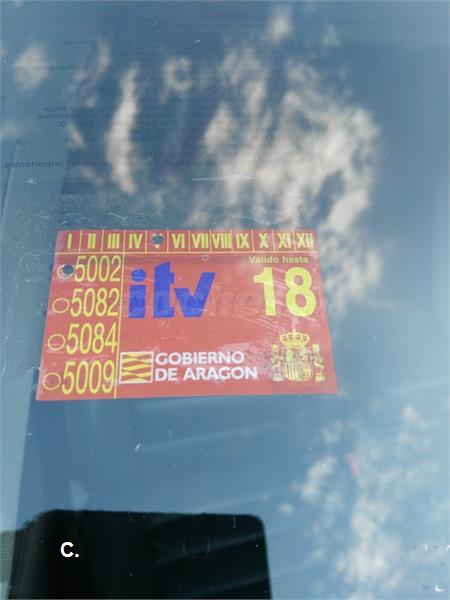 importantes
I II III IV VI VII VIII IX X XI XII
Válido hasta
5002
itv
18
5082
5084
GOBIERNO
DE ARAGON
5009
C.